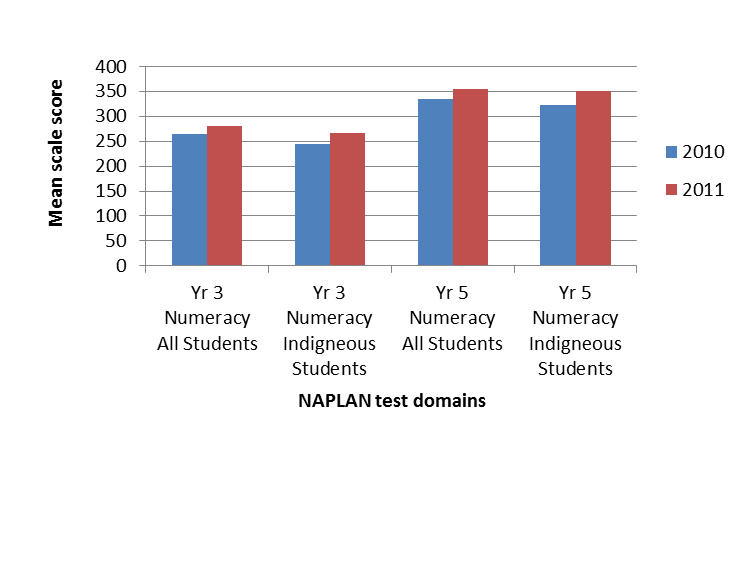 Mean scale score
400
350
300
250
200
150
100
50
0
2010
2011
Yr 3
Numeracy
All Students
Yr 3
Numeracy
Indigneous
Students
Yr 5
Numeracy
All Students
Yr 5
Numeracy
Indigneous
Students
NAPLAN test domains